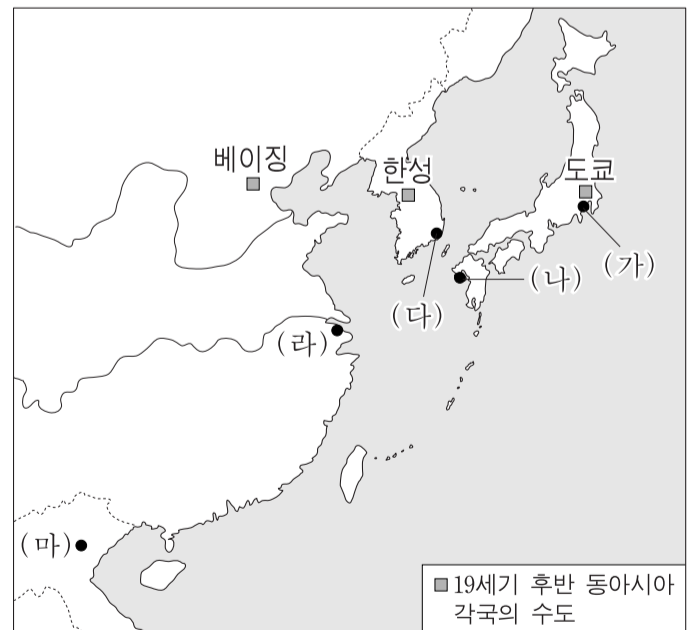 베이징
한성
도쿄
(가)
(나)
(다)
(라)
(마)
19세기 후반 동아시아
각국의 수도